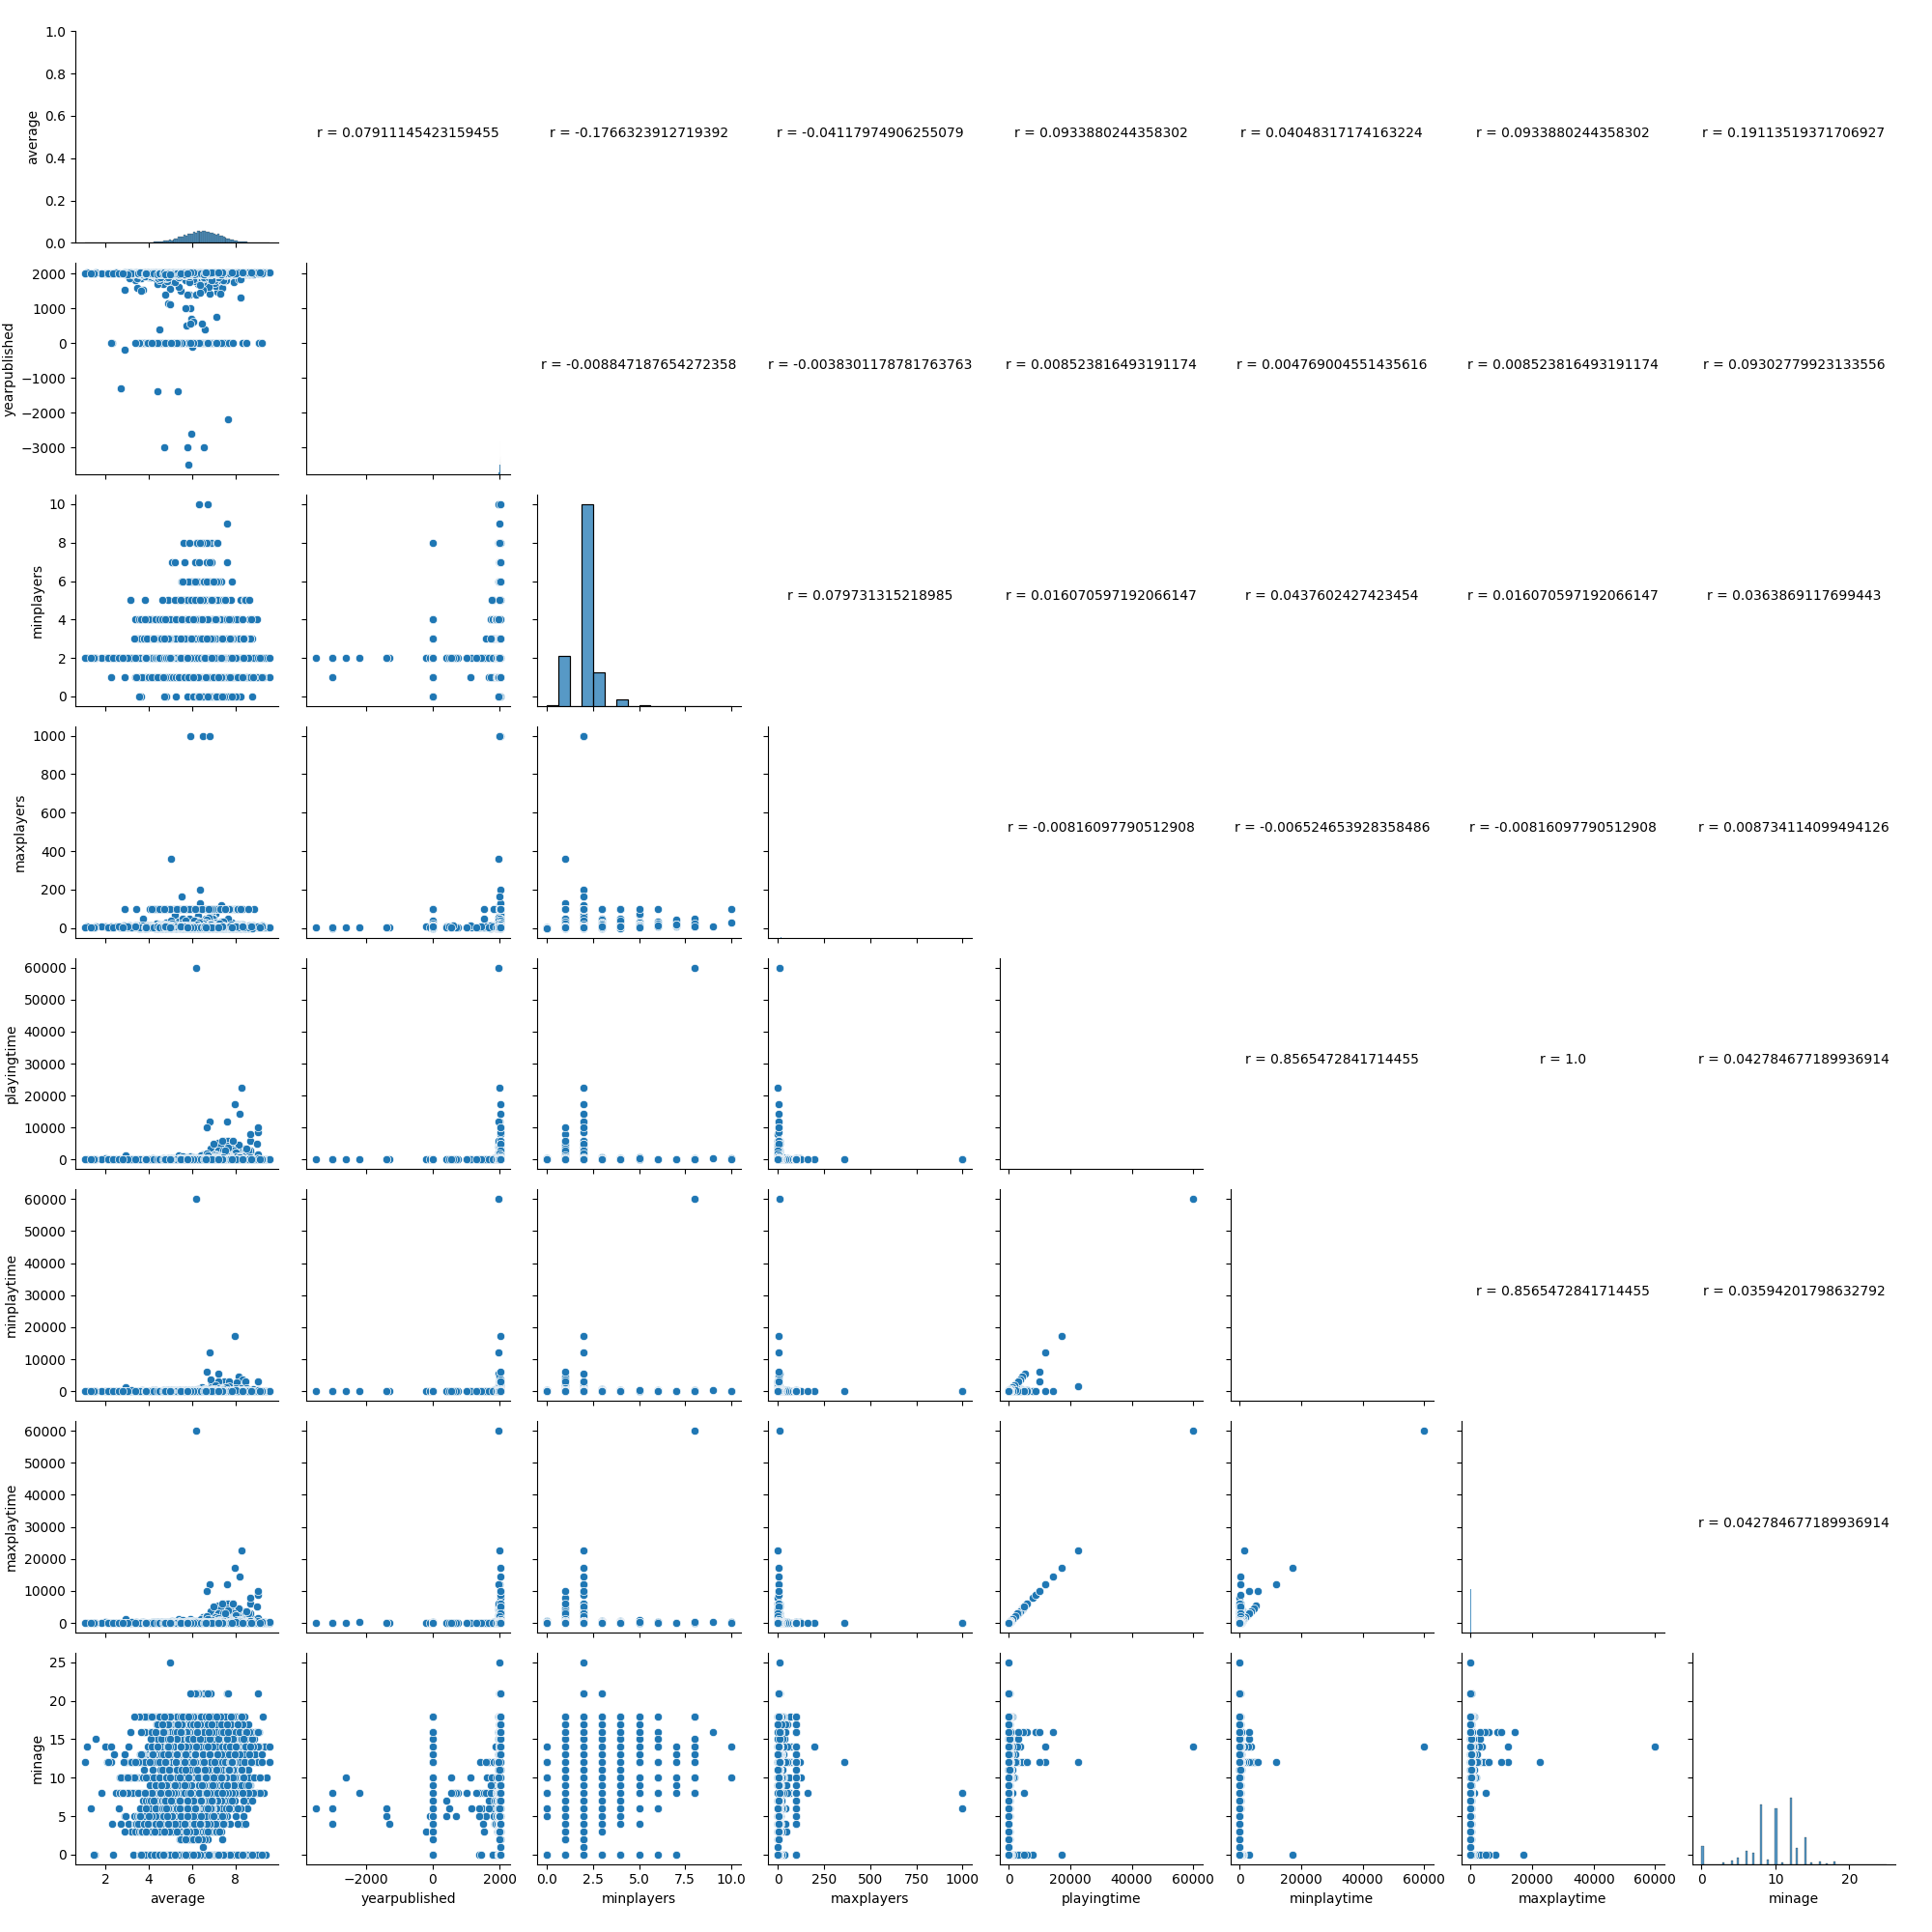 1.0
0.8
0.6
0.4
0.2
0.0
average
r = 0.07911145423159455
r = -0.1766323912719392
r = -0.04117974906255079
r = 0.0933880244358302
r = 0.04048317174163224
r = 0.0933880244358302
r = 0.19113519371706927
2000
1000
0
−1000
−2000
−3000
yearpublished
r = -0.008847187654272358
r = -0.0038301178781763763
r = 0.008523816493191174
r = 0.004769004551435616
r = 0.008523816493191174
r = 0.09302779923133556
10
8
6
4
2
0
minplayers
r = 0.079731315218985
r = 0.016070597192066147
r = 0.0437602427423454
r = 0.016070597192066147
r = 0.0363869117699443
1000
800
600
400
200
0
maxplayers
r = -0.00816097790512908
r = -0.006524653928358486
r = -0.00816097790512908
r = 0.008734114099494126
60000
50000
40000
30000
20000
10000
0
playingtime
r = 0.8565472841714455
r = 1.0
r = 0.042784677189936914
60000
50000
40000
30000
20000
10000
0
minplaytime
r = 0.8565472841714455
r = 0.03594201798632792
60000
50000
40000
30000
20000
10000
0
maxplaytime
r = 0.042784677189936914
25
20
15
10
5
0
minage
2 4 6 8
average
−2000 0 2000
yearpublished
0.0 2.5 5.0 7.5 10.0
minplayers
0 250 500 750 1000
maxplayers
0 20000 40000 60000
playingtime
0 20000 40000 60000
minplaytime
0 20000 40000 60000
maxplaytime
0 10 20
minage